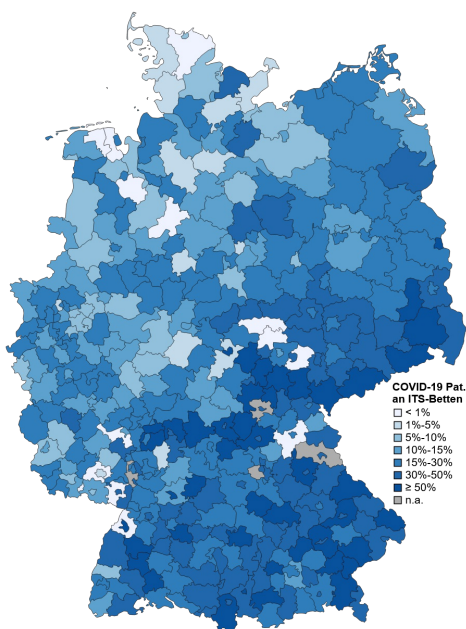 COVID-19 Pat.
an ITS-Betten
< 1%
1%-5%
5%-10%
10%-15%
15%-30%
30%-50%
≥ 50%
n.a.